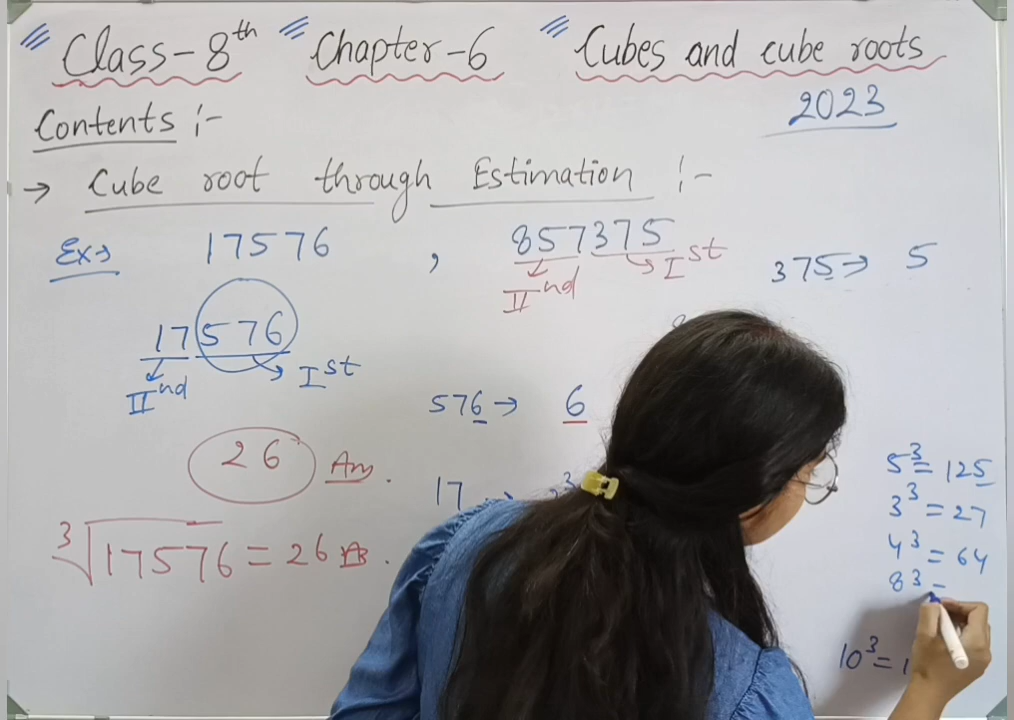 Class-8th Chapter-6 Cubes and cube roots
2023
Contents :-
→ Cube root through Estimation :-
Ex→ 17576 , 857375
IInd Ist
375→ 5
17576
IInd Ist
576→ 6
26 Ans.
17
∛17576 = 26 As.
5³ = 125
3³ = 27
4³ = 64
8³ =
10³ = 1